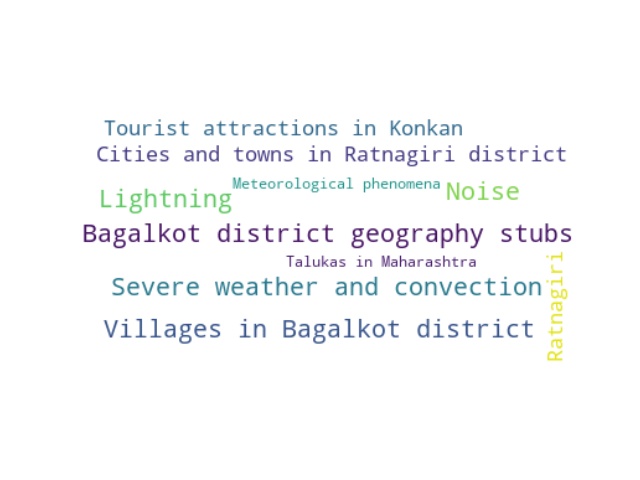 Tourist attractions in Konkan
Cities and towns in Ratnagiri district
Meteorological phenomena
Lightning
Noise
Bagalkot district geography stubs
Talukas in Maharashtra
Severe weather and convection
Ratnagiri
Villages in Bagalkot district